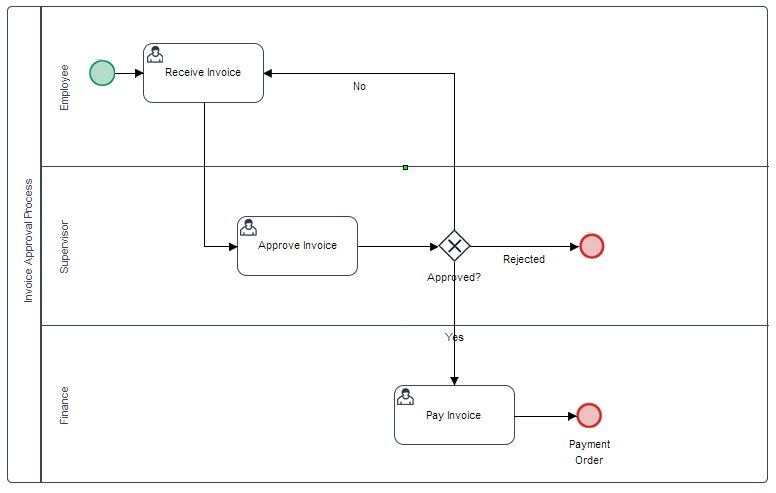 Invoice Approval Process
Employee
Receive Invoice
No
Supervisor
Approve Invoice
Approved?
Rejected
Yes
Finance
Pay Invoice
Payment
Order